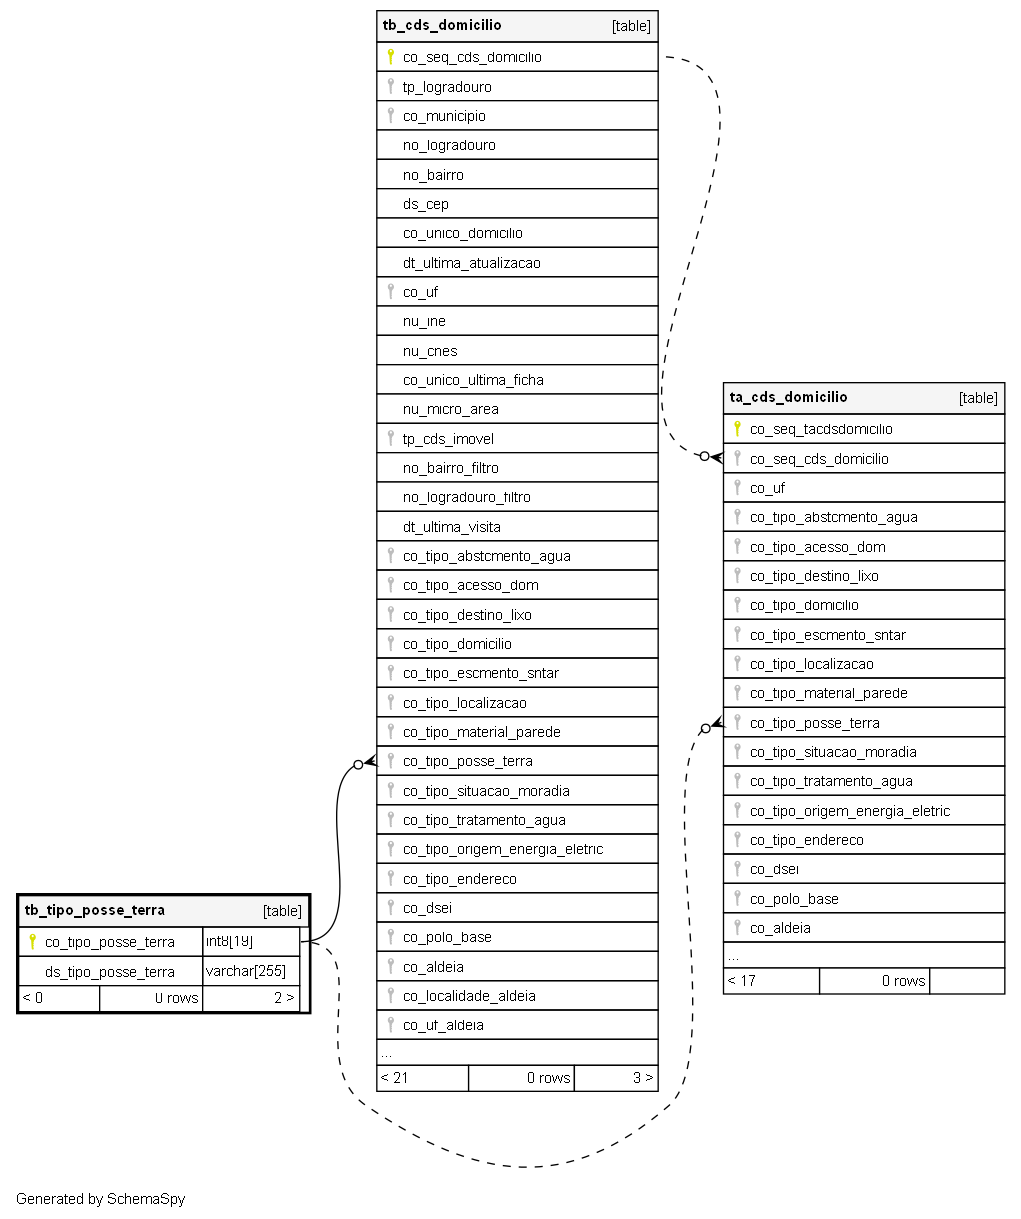 tb_cds_domicilio [table]
co_seq_cds_domicilio
tp_logradouro
co_municipio
no_logradouro
no_bairro
ds_cep
co_unico_domicilio
dt_ultima_atualizacao
co_uf
nu_ine
nu_cnes
co_unico_ultima_ficha
nu_micro_area
tp_cds_imovel
no_bairro_filtro
no_logradouro_filtro
dt_ultima_visita
co_tipo_abstcmento_agua
co_tipo_acesso_dom
co_tipo_destino_lixo
co_tipo_domicilio
co_tipo_escmento_sntar
co_tipo_localizacao
co_tipo_material_parede
co_tipo_posse_terra
co_tipo_situacao_moradia
co_tipo_tratamento_agua
co_tipo_origem_energia_eletric
co_tipo_endereco
co_dsei
co_polo_base
co_aldeia
co_localidade_aldeia
co_uf_aldeia
...
< 21 0 rows 3 >
ta_cds_domicilio [table]
co_seq_tacdsdomicilio
co_seq_cds_domicilio
co_uf
co_tipo_abstcmento_agua
co_tipo_acesso_dom
co_tipo_destino_lixo
co_tipo_domicilio
co_tipo_escmento_sntar
co_tipo_localizacao
co_tipo_material_parede
co_tipo_posse_terra
co_tipo_situacao_moradia
co_tipo_tratamento_agua
co_tipo_origem_energia_eletric
co_tipo_endereco
co_dsei
co_polo_base
co_aldeia
...
< 17 0 rows
tb_tipo_posse_terra [table]
co_tipo_posse_terra int8[19]
ds_tipo_posse_terra varchar[255]
< 0 0 rows 2 >
Generated by SchemaSpy